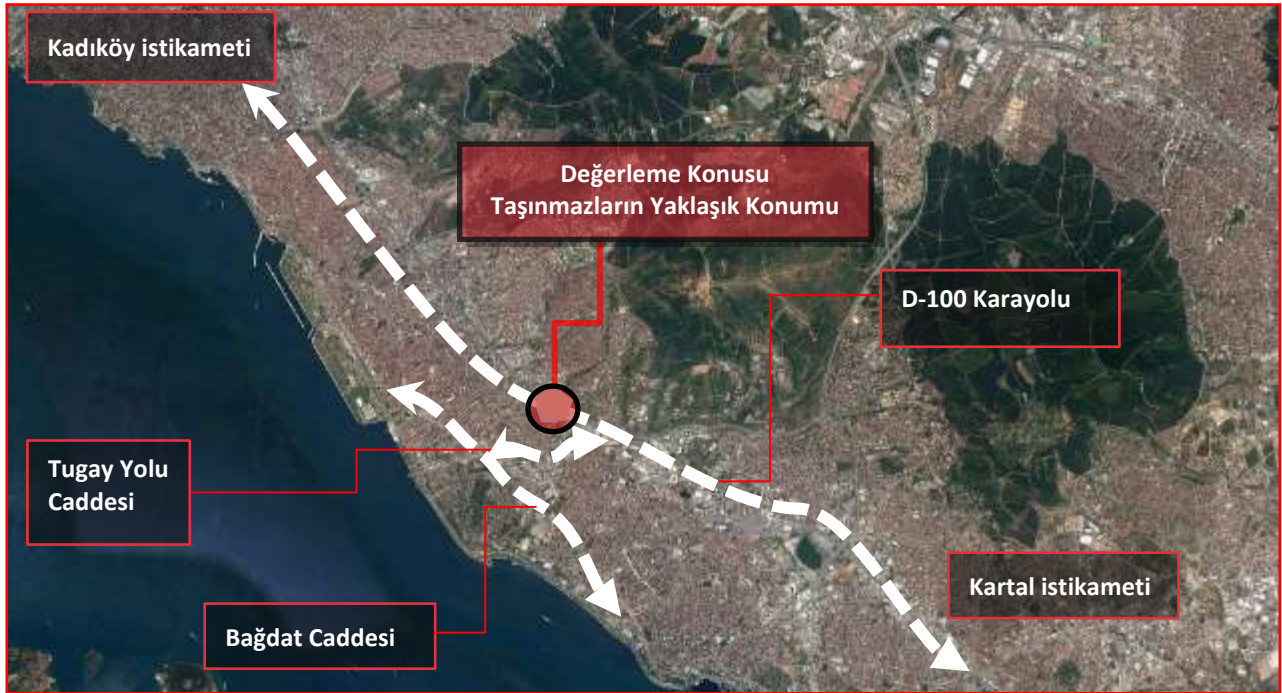 Kadıköy istikameti
Değerleme Konusu
Taşınmazların Yaklaşık Konumu
D-100 Karayolu
Tugay Yolu
Caddesi
Kartal istikameti
Bağdat Caddesi